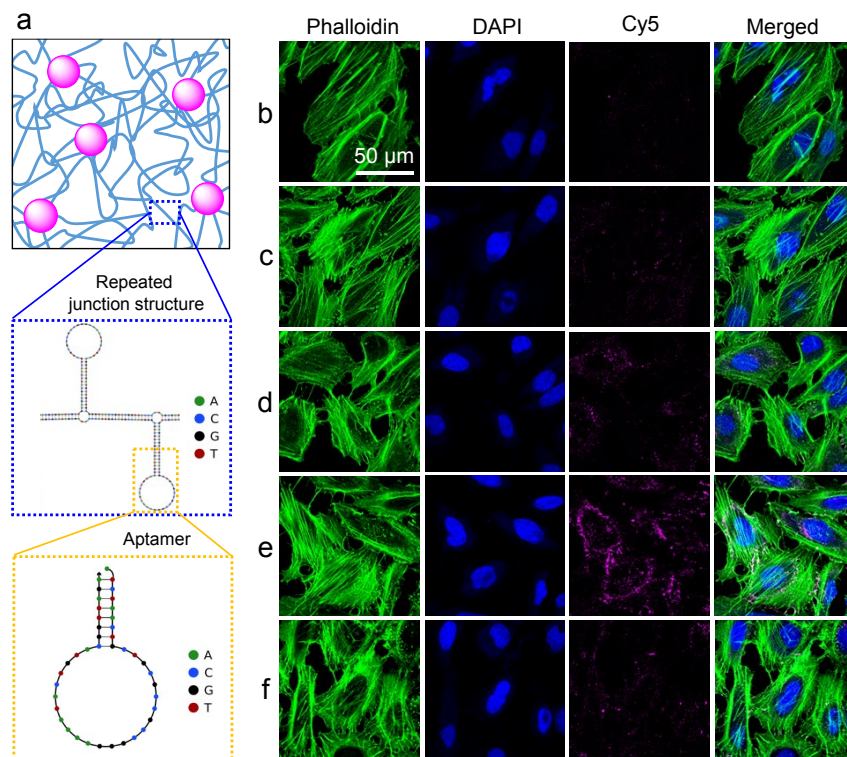 a
Phalloidin DAPI Cy5 Merged
b
50 µm
c
Repeated
junction structure
A
C
G
T
d
Aptamer
e
A
C
G
T
f